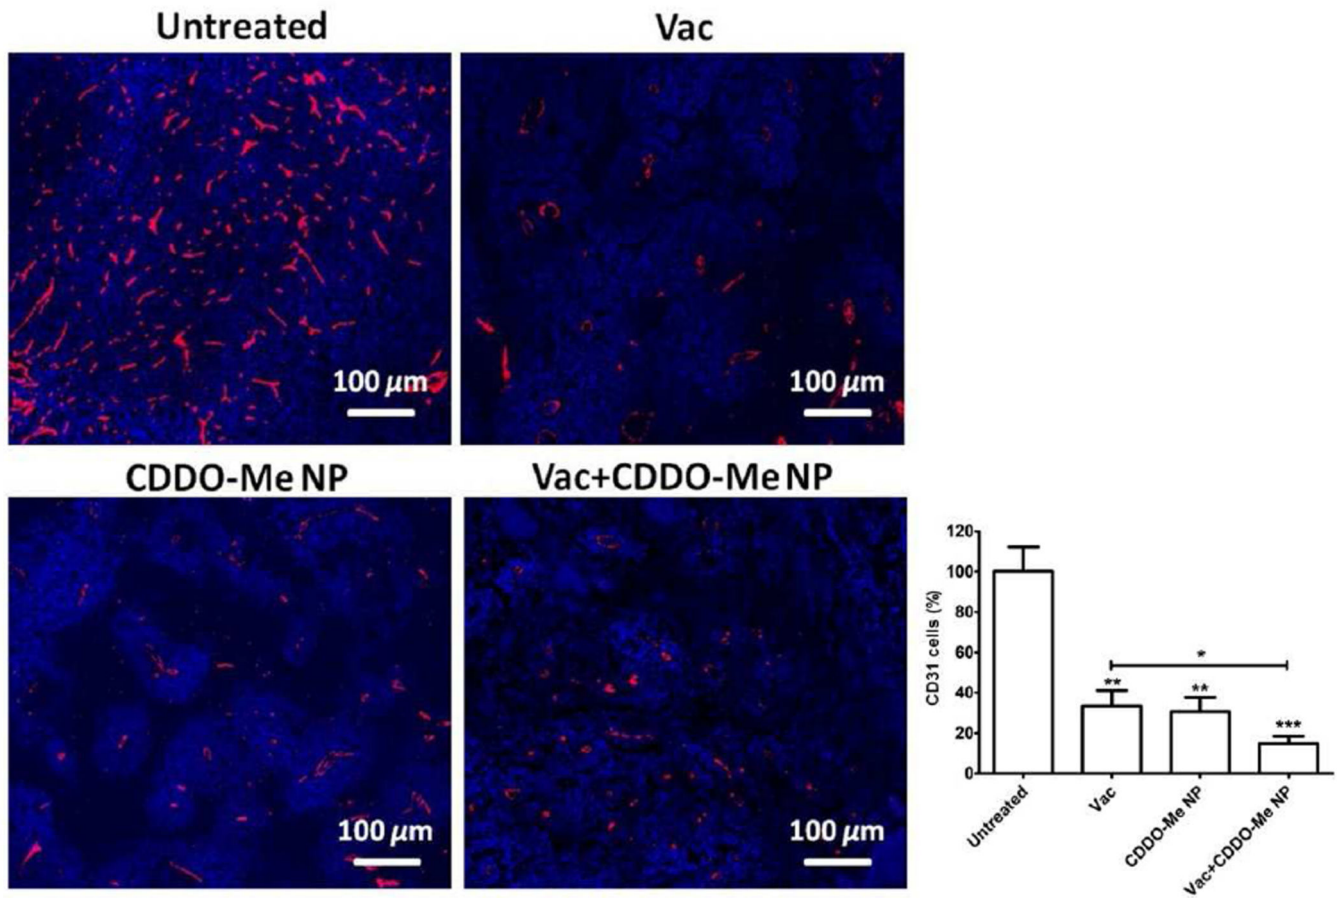 Untreated
Vac
100 µm
100 µm
CDDO-Me NP
Vac+CDDO-Me NP
100 µm
100 µm
120
100
80
60
40
20
0
CD31 cells (%)
**
**
*
***
Untreated
Vac
CDDO-Me NP
Vac+CDDO-Me NP